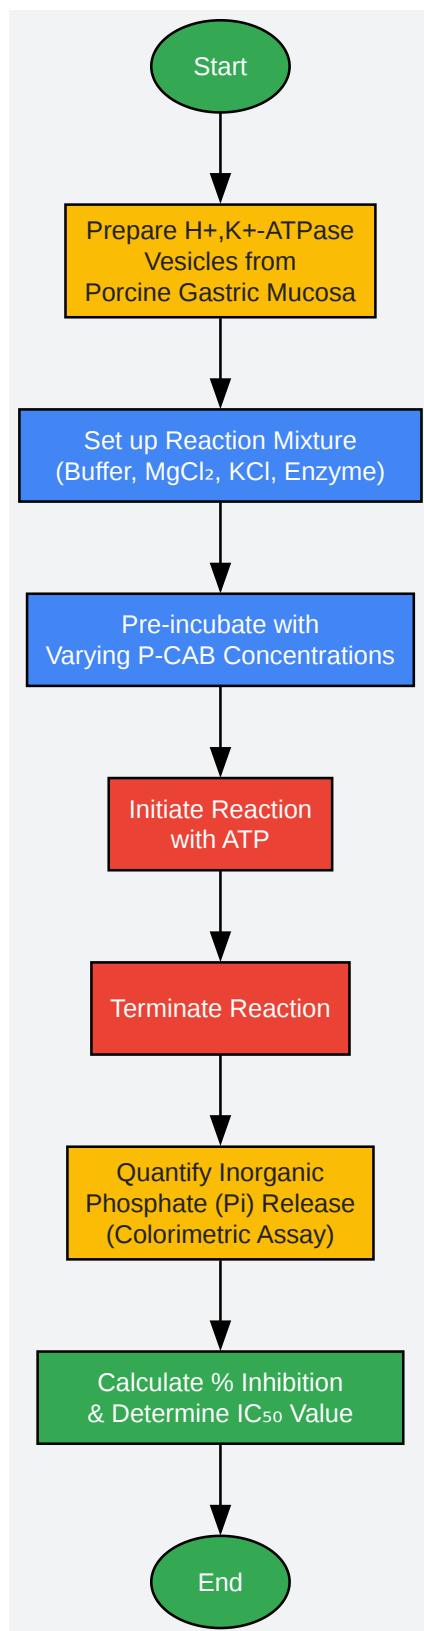 Start
Prepare H+,K+-ATPase
Vesicles from
Porcine Gastric Mucosa
Set up Reaction Mixture
(Buffer, MgCl₂, KCl, Enzyme)
Pre-incubate with
Varying P-CAB Concentrations
Initiate Reaction
with ATP
Terminate Reaction
Quantify Inorganic
Phosphate (Pi) Release
(Colorimetric Assay)
Calculate % Inhibition
& Determine IC₅₀ Value
End